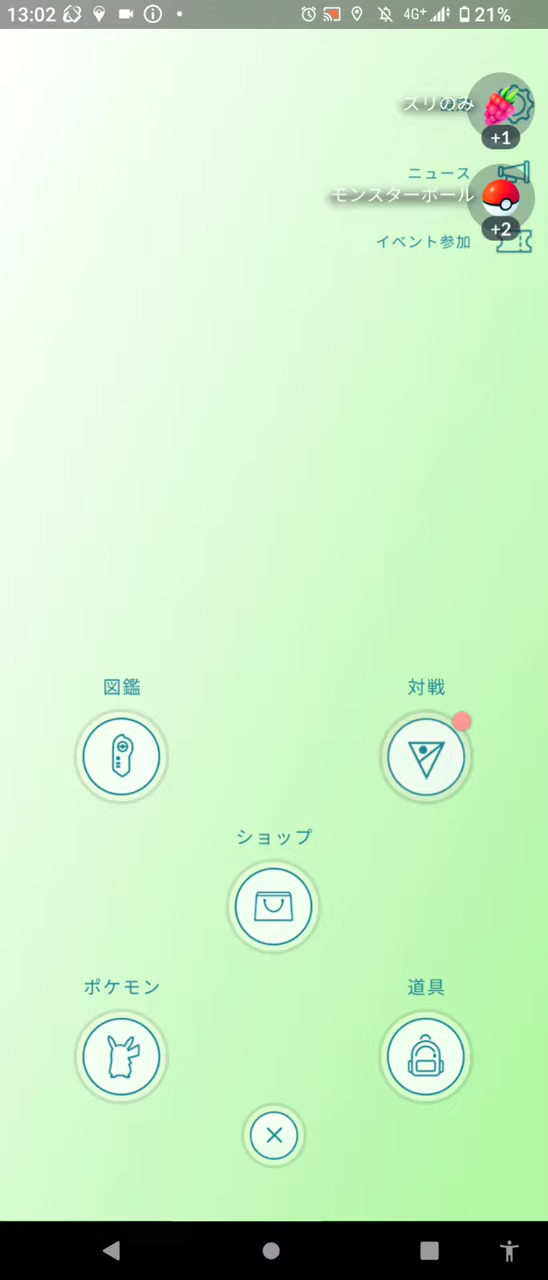 13:02 4G+ 21%
ズリのみ
+1
ニュース
モンスターボール
+2
イベント参加
図鑑
対戦
ショップ
ポケモン
道具